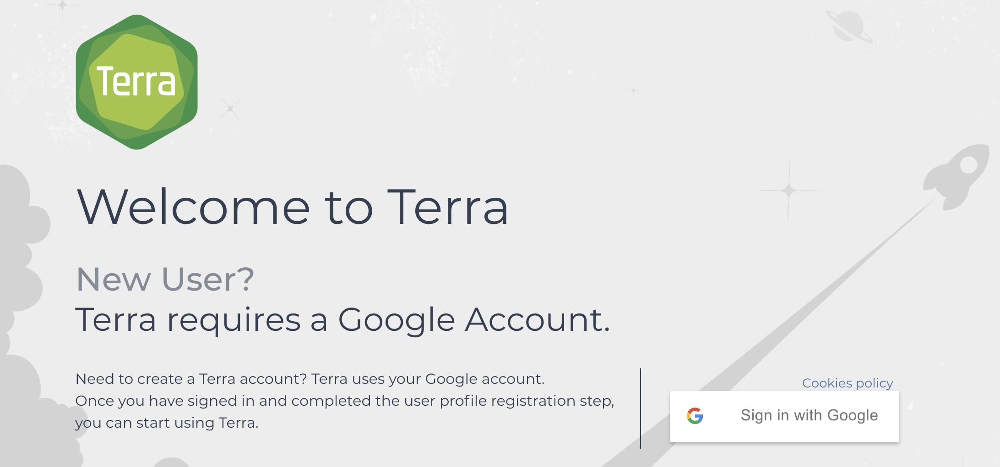 Terra
Welcome to Terra
New User?
Terra requires a Google Account.
Need to create a Terra account? Terra uses your Google account.
Once you have signed in and completed the user profile registration step,
you can start using Terra.
Cookies policy
Sign in with Google